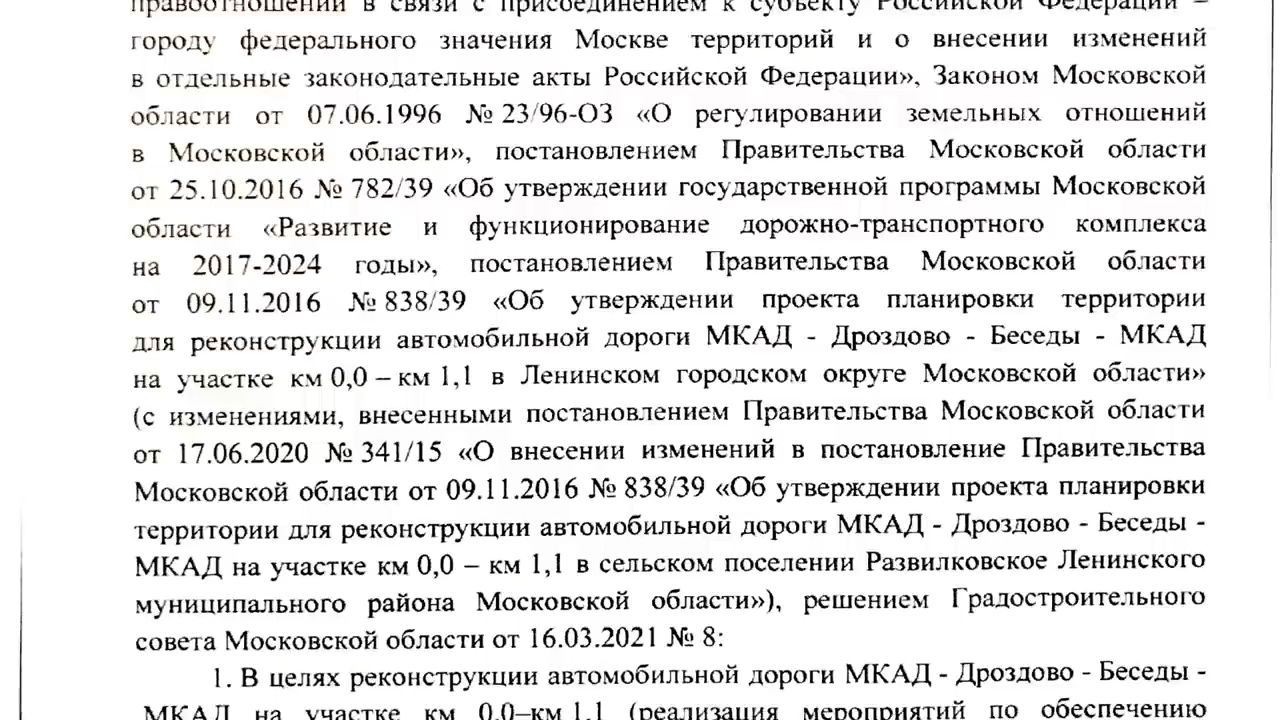 правоотношений в связи с присоединением к субъекту Российской Федерации –
городу федерального значения Москве территорий и о внесении изменений
в отдельные законодательные акты Российской Федерации», Законом Московской
области от 07.06.1996 № 23/96-ОЗ «О регулировании земельных отношений
в Московской области», постановлением Правительства Московской области
от 25.10.2016 № 782/39 «Об утверждении государственной программы Московской
области «Развитие и функционирование дорожно-транспортного комплекса
на 2017-2024 годы», постановлением Правительства Московской области
от 09.11.2016 № 838/39 «Об утверждении проекта планировки территории
для реконструкции автомобильной дороги МКАД - Дроздово - Беседы - МКАД
на участке км 0,0 – км 1,1 в Ленинском городском округе Московской области»
(с изменениями, внесенными постановлением Правительства Московской области
от 17.06.2020 № 341/15 «О внесении изменений в постановление Правительства
Московской области от 09.11.2016 № 838/39 «Об утверждении проекта планировки
территории для реконструкции автомобильной дороги МКАД - Дроздово - Беседы -
МКАД на участке км 0,0 – км 1,1 в сельском поселении Развилковское Ленинского
муниципального района Московской области»), решением Градостроительного
совета Московской области от 16.03.2021 № 8:
1. В целях реконструкции автомобильной дороги МКАД - Дроздово - Беседы -
МКАД на участке км 0,0–км 1,1 (реализация мероприятий по обеспечению